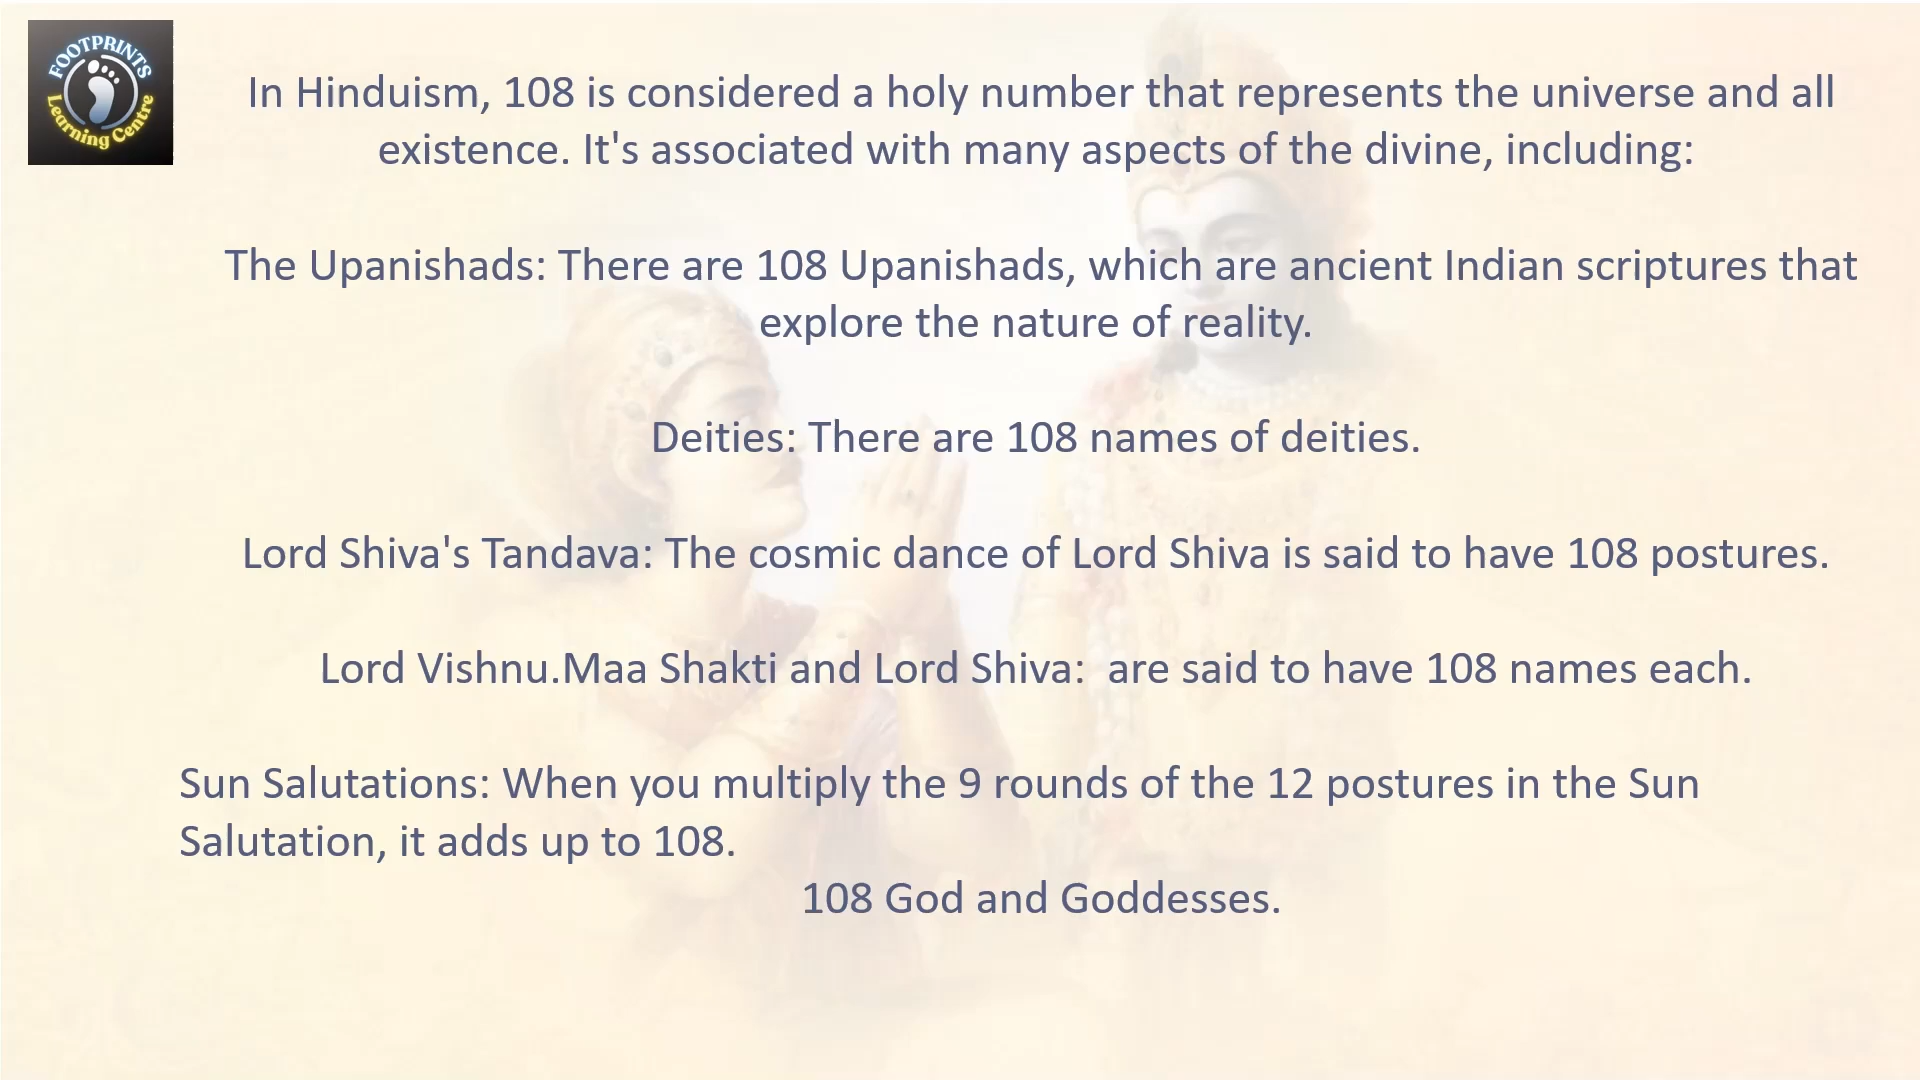 FOOTPRINTS
Learning Centre
In Hinduism, 108 is considered a holy number that represents the universe and all
existence. It's associated with many aspects of the divine, including:
The Upanishads: There are 108 Upanishads, which are ancient Indian scriptures that
explore the nature of reality.
Deities: There are 108 names of deities.
Lord Shiva's Tandava: The cosmic dance of Lord Shiva is said to have 108 postures.
Lord Vishnu.Maa Shakti and Lord Shiva:  are said to have 108 names each.
Sun Salutations: When you multiply the 9 rounds of the 12 postures in the Sun
Salutation, it adds up to 108.
108 God and Goddesses.